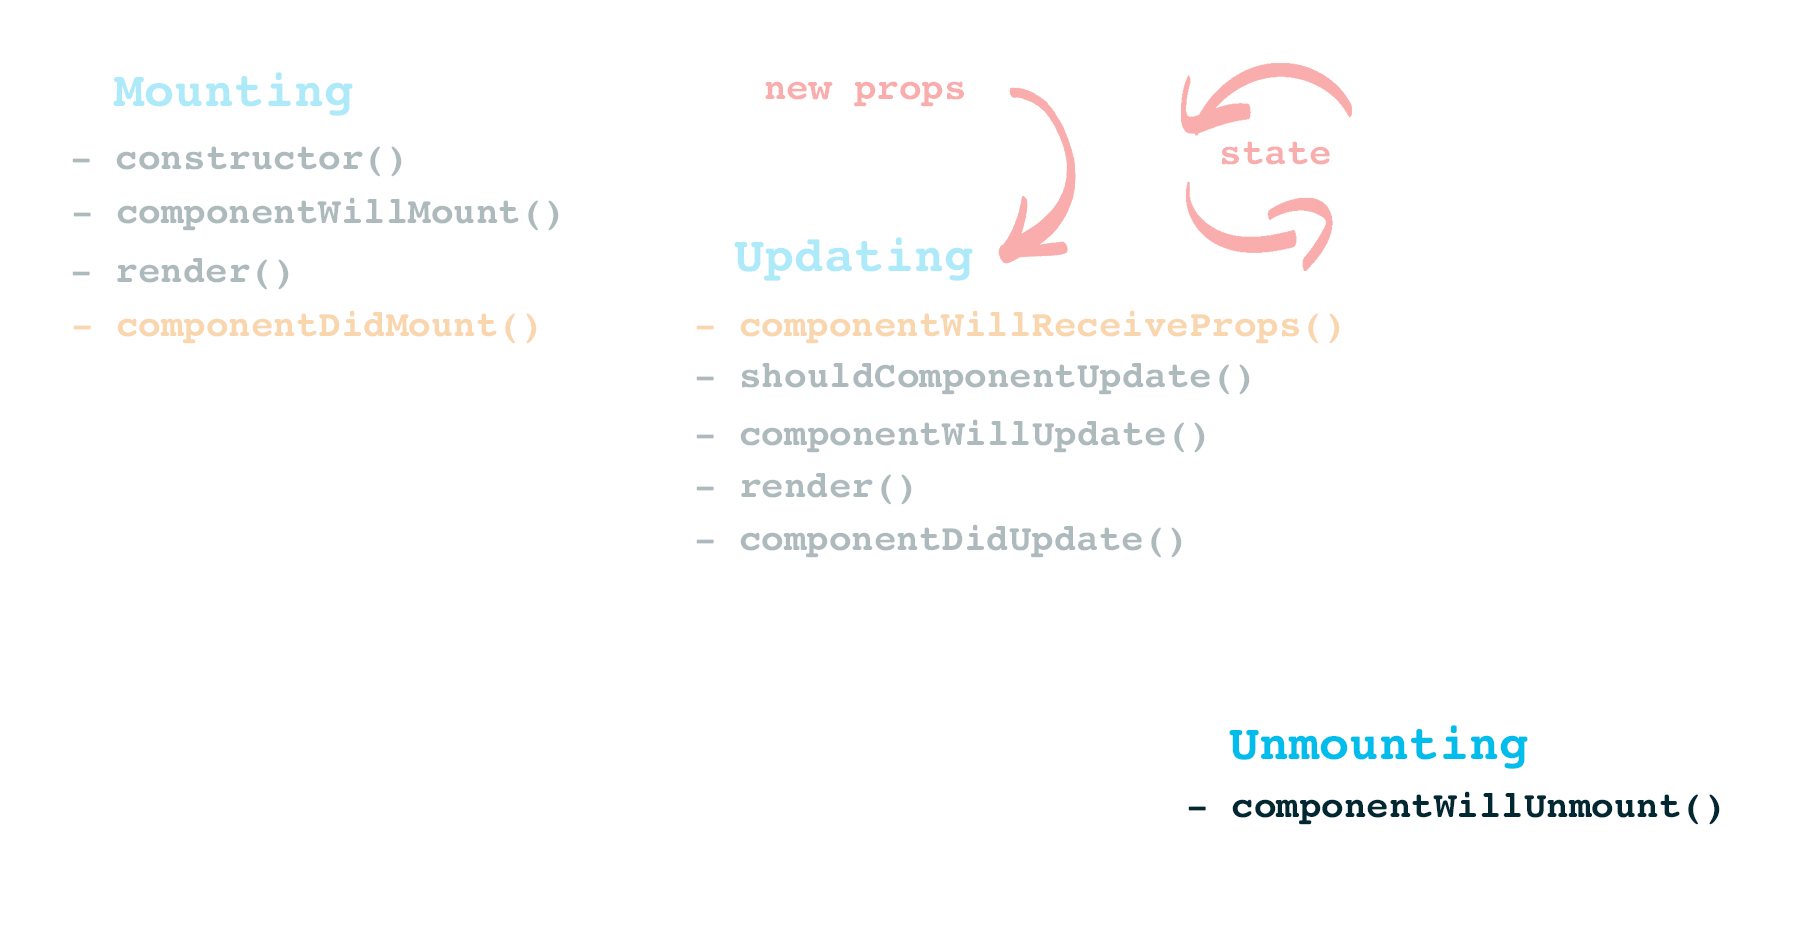 Mounting
- constructor()
- componentWillMount()
- render()
- componentDidMount()
new props
state
Updating
- componentWillReceiveProps()
- shouldComponentUpdate()
- componentWillUpdate()
- render()
- componentDidUpdate()
Unmounting
- componentWillUnmount()